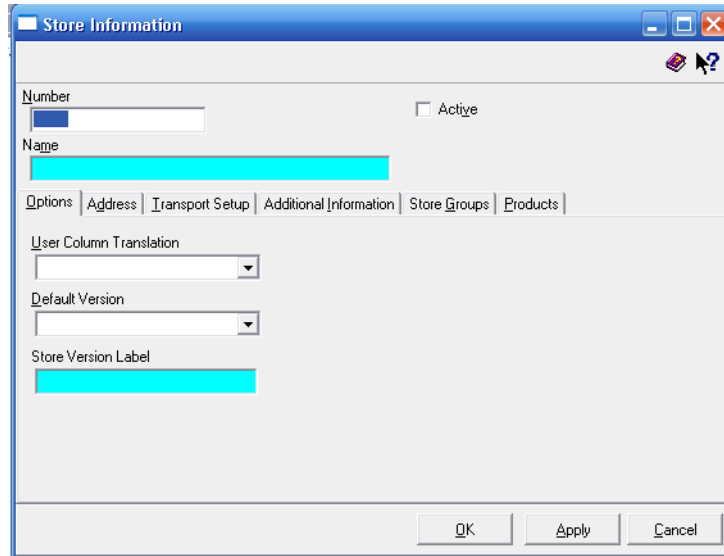 Store Information
Number
Active
Name
Options Address Transport Setup Additional Information Store Groups Products
User Column Translation
Default Version
Store Version Label
OK Apply Cancel